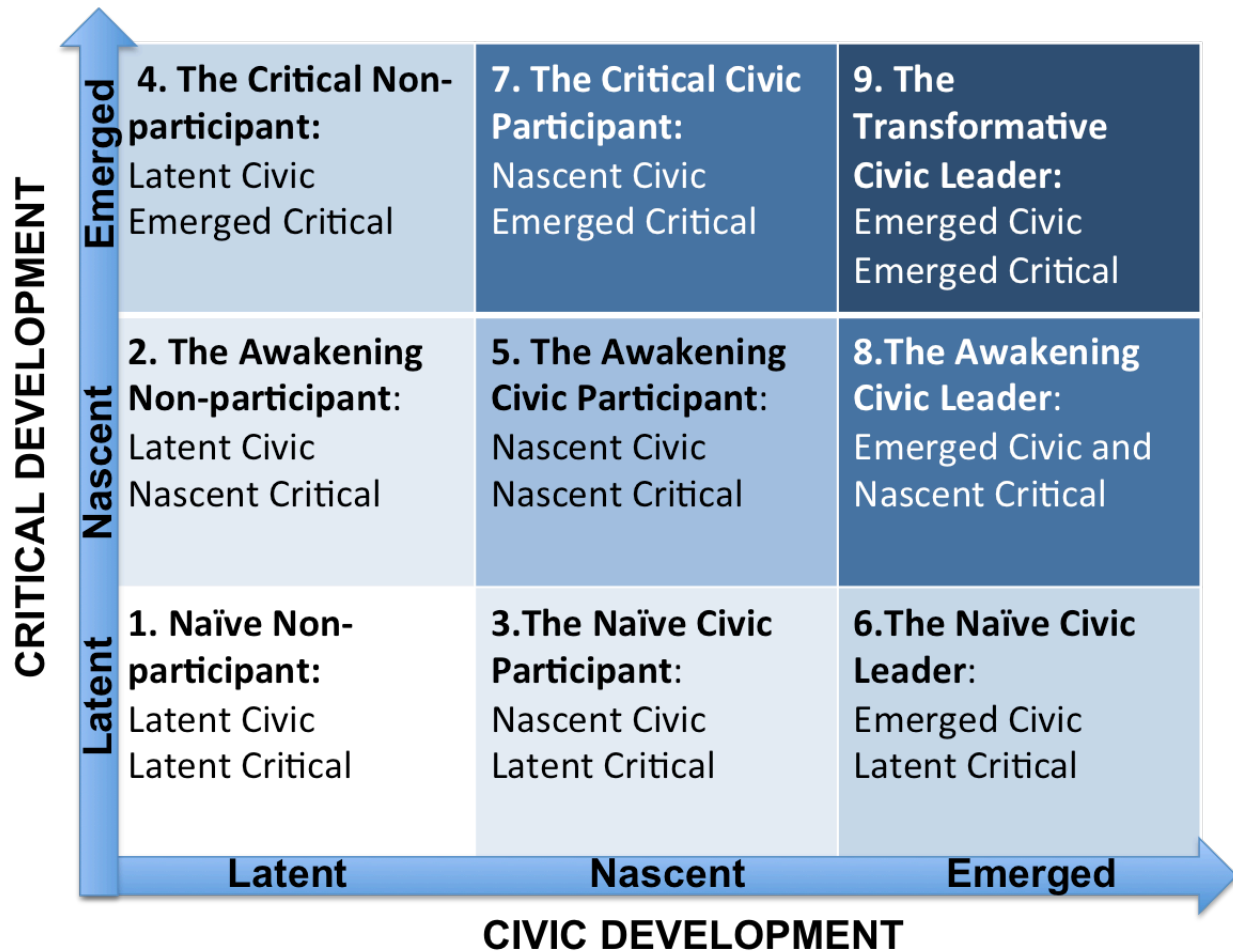 CRITICAL DEVELOPMENT
Emerged
Nascent
Latent
4. The Critical Non-
participant:
Latent Civic
Emerged Critical
7. The Critical Civic
Participant:
Nascent Civic
Emerged Critical
9. The
Transformative
Civic Leader:
Emerged Civic
Emerged Critical
2. The Awakening
Non-participant:
Latent Civic
Nascent Critical
5. The Awakening
Civic Participant:
Nascent Civic
Nascent Critical
8.The Awakening
Civic Leader:
Emerged Civic and
Nascent Critical
1. Naïve Non-
participant:
Latent Civic
Latent Critical
3.The Naïve Civic
Participant:
Nascent Civic
Latent Critical
6.The Naïve Civic
Leader:
Emerged Civic
Latent Critical
Latent
Nascent
Emerged
CIVIC DEVELOPMENT